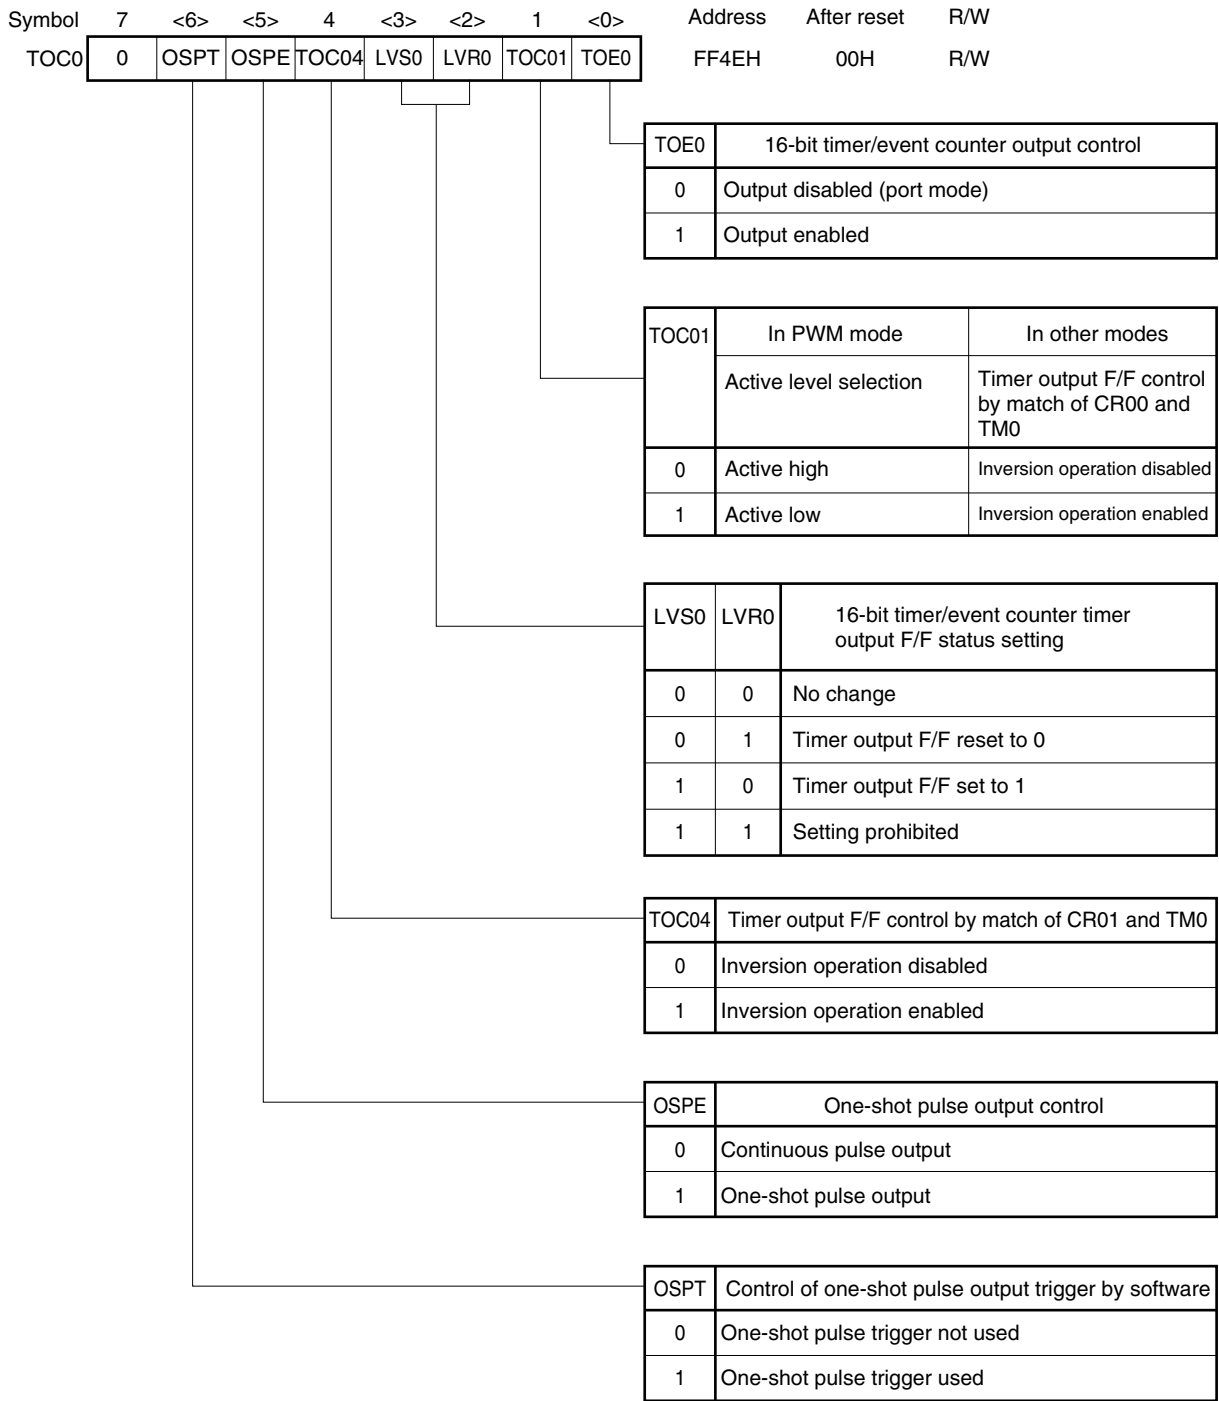 Symbol 7 <6> <5> 4 <3> <2> 1 <0> Address After reset R/W
TOC0 0 OSPT OSPE TOC04 LVS0 LVR0 TOC01 TOE0 FF4EH 00H R/W
TOE0 16-bit timer/event counter output control
0 Output disabled (port mode)
1 Output enabled
TOC01 In PWM mode In other modes
Active level selection Timer output F/F control
by match of CR00 and
TM0
0 Active high Inversion operation disabled
1 Active low Inversion operation enabled
LVS0 LVR0 16-bit timer/event counter timer
output F/F status setting
0 0 No change
0 1 Timer output F/F reset to 0
1 0 Timer output F/F set to 1
1 1 Setting prohibited
TOC04 Timer output F/F control by match of CR01 and TM0
0 Inversion operation disabled
1 Inversion operation enabled
OSPE One-shot pulse output control
0 Continuous pulse output
1 One-shot pulse output
OSPT Control of one-shot pulse output trigger by software
0 One-shot pulse trigger not used
1 One-shot pulse trigger used